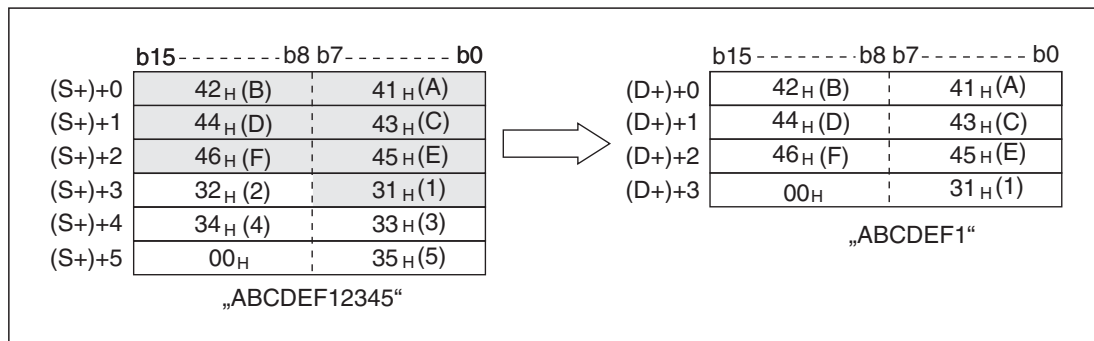 b15 - - - - - - - b8 b7 - - - - - - - b0
(S+)+0 42H (B) 41H (A)
(S+)+1 44H (D) 43H (C)
(S+)+2 46H (F) 45H (E)
(S+)+3 32H (2) 31H (1)
(S+)+4 34H (4) 33H (3)
(S+)+5 00H 35H (5)
„ABCDEF12345“
b15 - - - - - - - b8 b7 - - - - - - - b0
(D+)+0 42H (B) 41H (A)
(D+)+1 44H (D) 43H (C)
(D+)+2 46H (F) 45H (E)
(D+)+3 00H 31H (1)
„ABCDEF1“